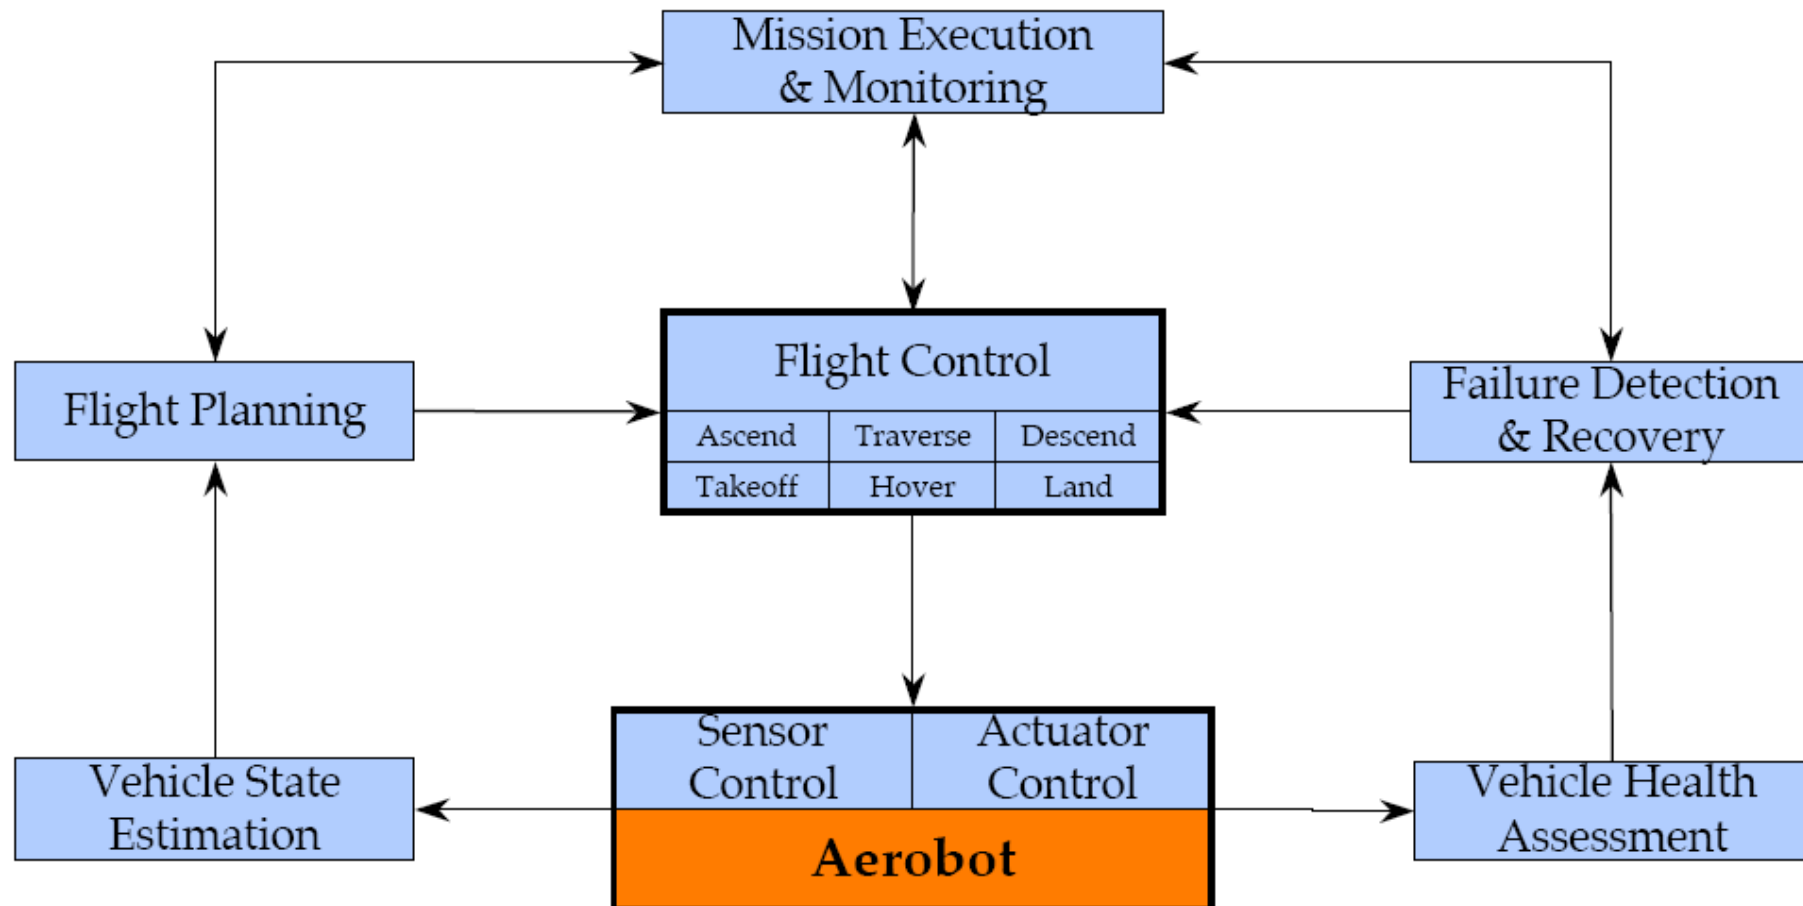 Mission Execution
& Monitoring
Flight Planning
Flight Control
Ascend Traverse Descend
Takeoff Hover Land
Failure Detection
& Recovery
Vehicle State
Estimation
Sensor
Control
Actuator
Control
Aerobot
Vehicle Health
Assessment